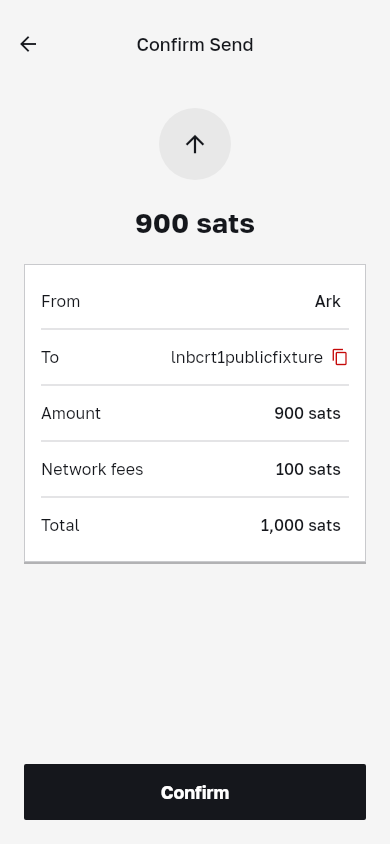 Confirm Send
900 sats
From Ark
To lnbcrt1publicfixture
Amount 900 sats
Network fees 100 sats
Total 1,000 sats
Confirm